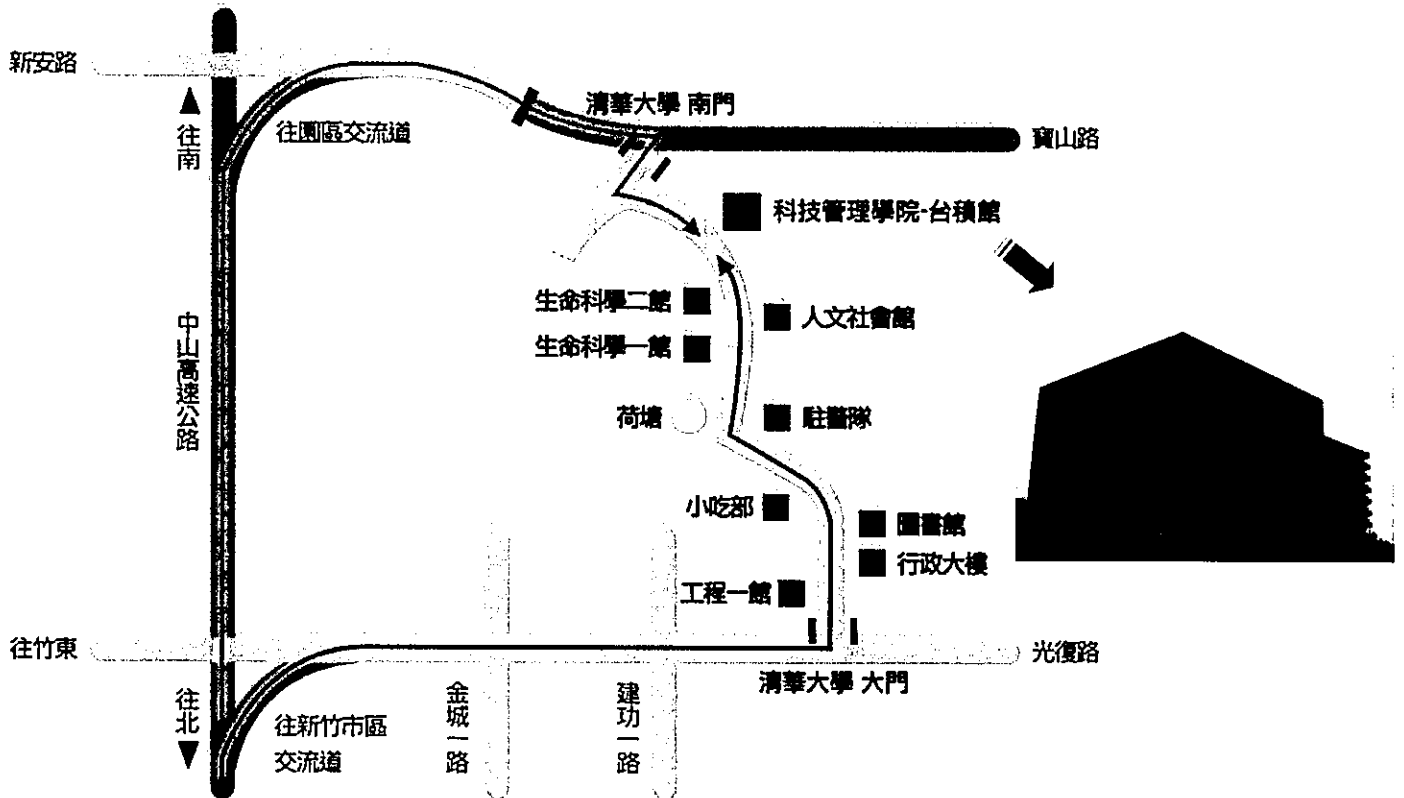 新安路
清華大學 南門
往南
往園區交流道
寶山路
科技管理學院-台積館
生命科學二館
人文社會館
生命科學一館
中山高速公路
荷塘
駐警隊
小吃部
圖書館
行政大樓
工程一館
往竹東
光復路
清華大學 大門
往北
往新竹市區
交流道
金城一路
建功一路